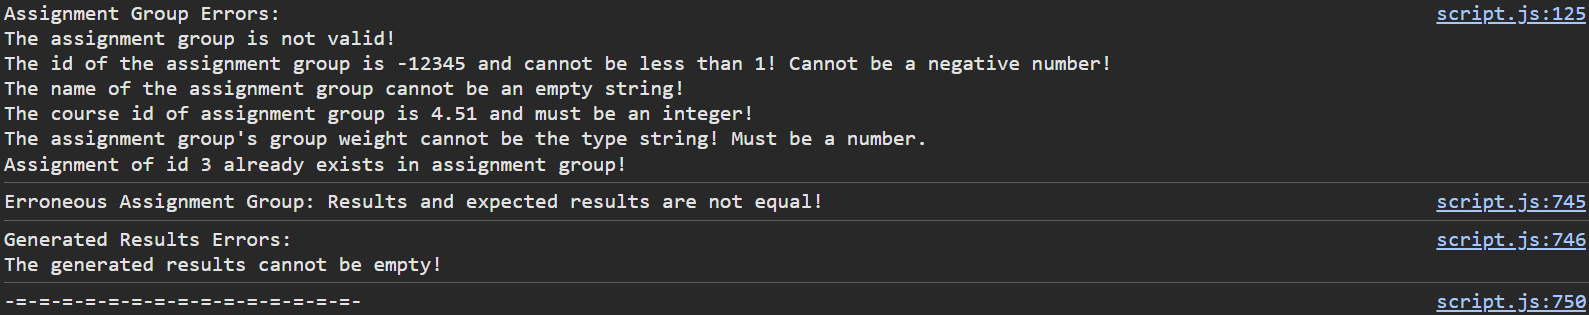 Assignment Group Errors: script.js:125
The assignment group is not valid!
The id of the assignment group is -12345 and cannot be less than 1! Cannot be a negative number!
The name of the assignment group cannot be an empty string!
The course id of assignment group is 4.51 and must be an integer!
The assignment group's group weight cannot be the type string! Must be a number.
Assignment of id 3 already exists in assignment group!
Erroneous Assignment Group: Results and expected results are not equal! script.js:745
Generated Results Errors: script.js:746
The generated results cannot be empty!
-=-=-=-=-=-=-=-=-=-=-=-=-=-=-=- script.js:750